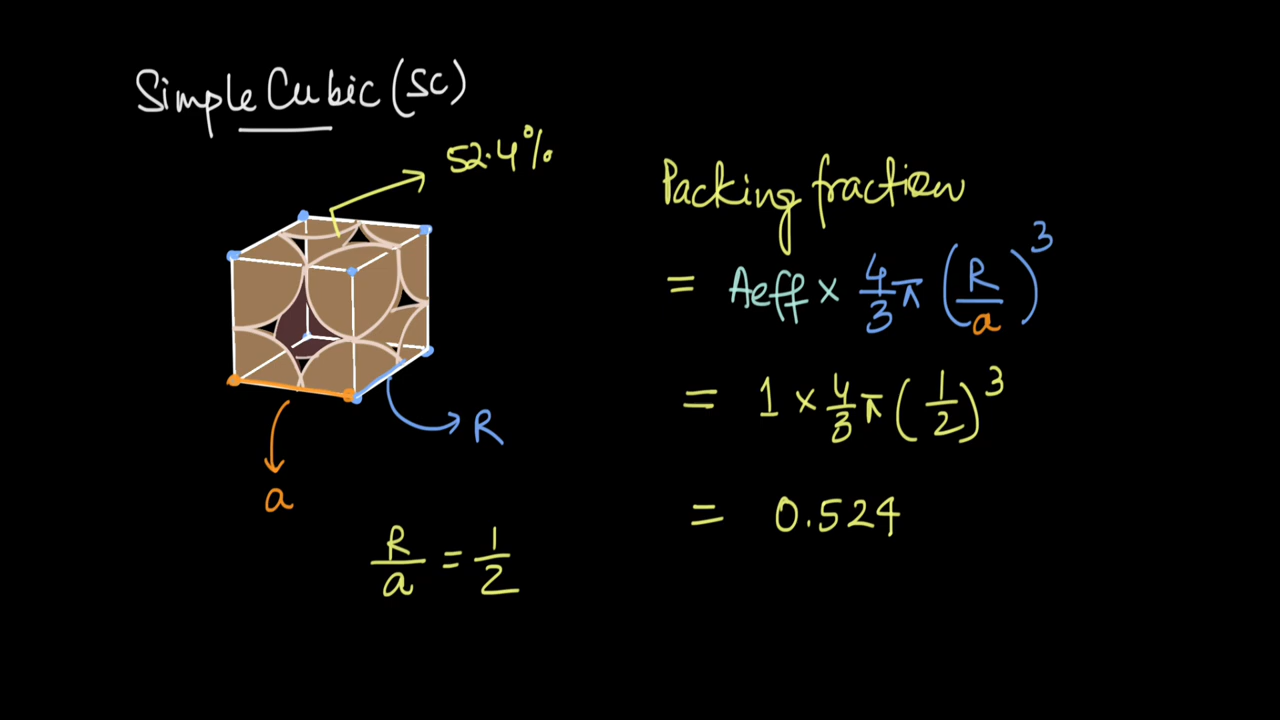 Simple Cubic (SC)
52.4%
a
R
R/a = 1/2
Packing fraction
= Aeff × 4/3 π (R/a)³
= 1 × 4/3 π (1/2)³
= 0.524